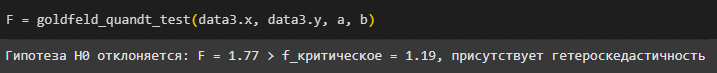 F = goldfeld_quandt_test(data3.x, data3.y, a, b)
Гипотеза H0 отклоняется: F = 1.77 > f_критическое = 1.19, присутствует гетероскедастичность